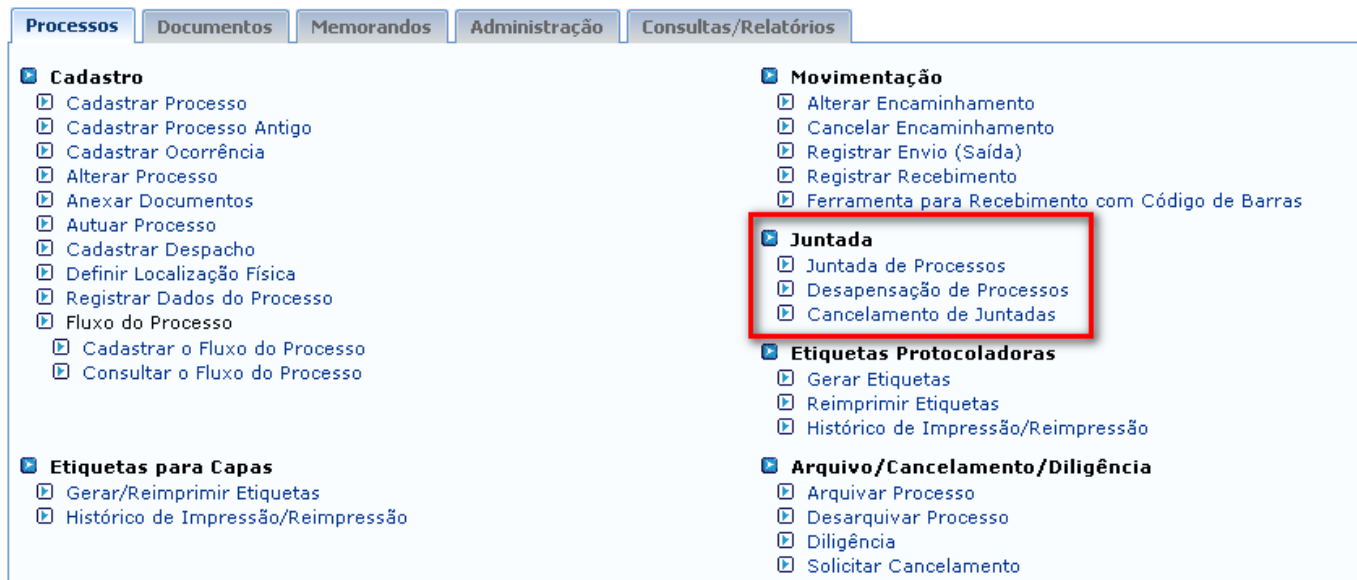 Processos Documentos Memorandos Administração Consultas/Relatórios
Cadastro
Cadastrar Processo
Cadastrar Processo Antigo
Cadastrar Ocorrência
Alterar Processo
Anexar Documentos
Autuar Processo
Cadastrar Despacho
Definir Localização Física
Registrar Dados do Processo
Fluxo do Processo
Cadastrar o Fluxo do Processo
Consultar o Fluxo do Processo
Etiquetas para Capas
Gerar/Reimprimir Etiquetas
Histórico de Impressão/Reimpressão
Movimentação
Alterar Encaminhamento
Cancelar Encaminhamento
Registrar Envio (Saída)
Registrar Recebimento
Ferramenta para Recebimento com Código de Barras
Juntada
Juntada de Processos
Desapensação de Processos
Cancelamento de Juntadas
Etiquetas Protocoladoras
Gerar Etiquetas
Reimprimir Etiquetas
Histórico de Impressão/Reimpressão
Arquivo/Cancelamento/Diligência
Arquivar Processo
Desarquivar Processo
Diligência
Solicitar Cancelamento